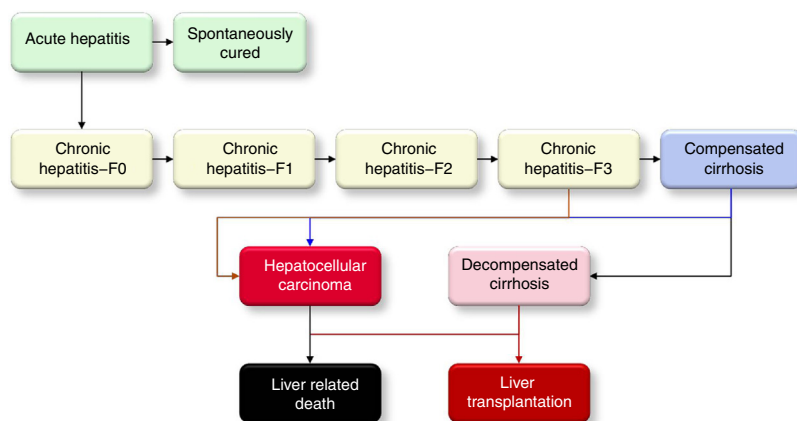 Acute hepatitis
Spontaneously
cured
Chronic
hepatitis–F0
Chronic
hepatitis–F1
Chronic
hepatitis–F2
Chronic
hepatitis–F3
Compensated
cirrhosis
Hepatocellular
carcinoma
Decompensated
cirrhosis
Liver related
death
Liver
transplantation